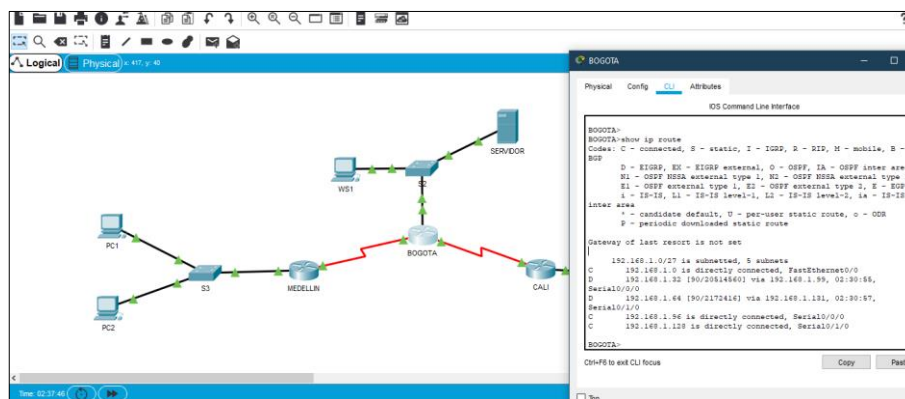 Logical
Physical
x: 417, y: 40
SERVIDOR
WS1
S2
BOGOTA
PC1
S3
MEDELLIN
CALI
PC2
Time: 02:37:46
BOGOTA
Physical Config CLI Attributes
IOS Command Line Interface
BOGOTA>
BOGOTA>show ip route
Codes: C - connected, S - static, I - IGRP, R - RIP, M - mobile, B -
BGP
D - EIGRP, EX - EIGRP external, O - OSPF, IA - OSPF inter are
N1 - OSPF NSSA external type 1, N2 - OSPF NSSA external type
E1 - OSPF external type 1, E2 - OSPF external type 2, E - EGP
i - IS-IS, L1 - IS-IS level-1, L2 - IS-IS level-2, ia - IS-IS
inter area
* - candidate default, U - per-user static route, o - ODR
P - periodic downloaded static route
Gateway of last resort is not set
192.168.1.0/27 is subnetted, 5 subnets
C 192.168.1.0 is directly connected, FastEthernet0/0
D 192.168.1.32 [90/20514560] via 192.168.1.99, 02:30:55,
Serial0/0/0
D 192.168.1.64 [90/2172416] via 192.168.1.131, 02:30:57,
Serial0/1/0
C 192.168.1.96 is directly connected, Serial0/0/0
C 192.168.1.128 is directly connected, Serial0/1/0
BOGOTA>
Ctrl+F6 to exit CLI focus
Copy
Past
Top